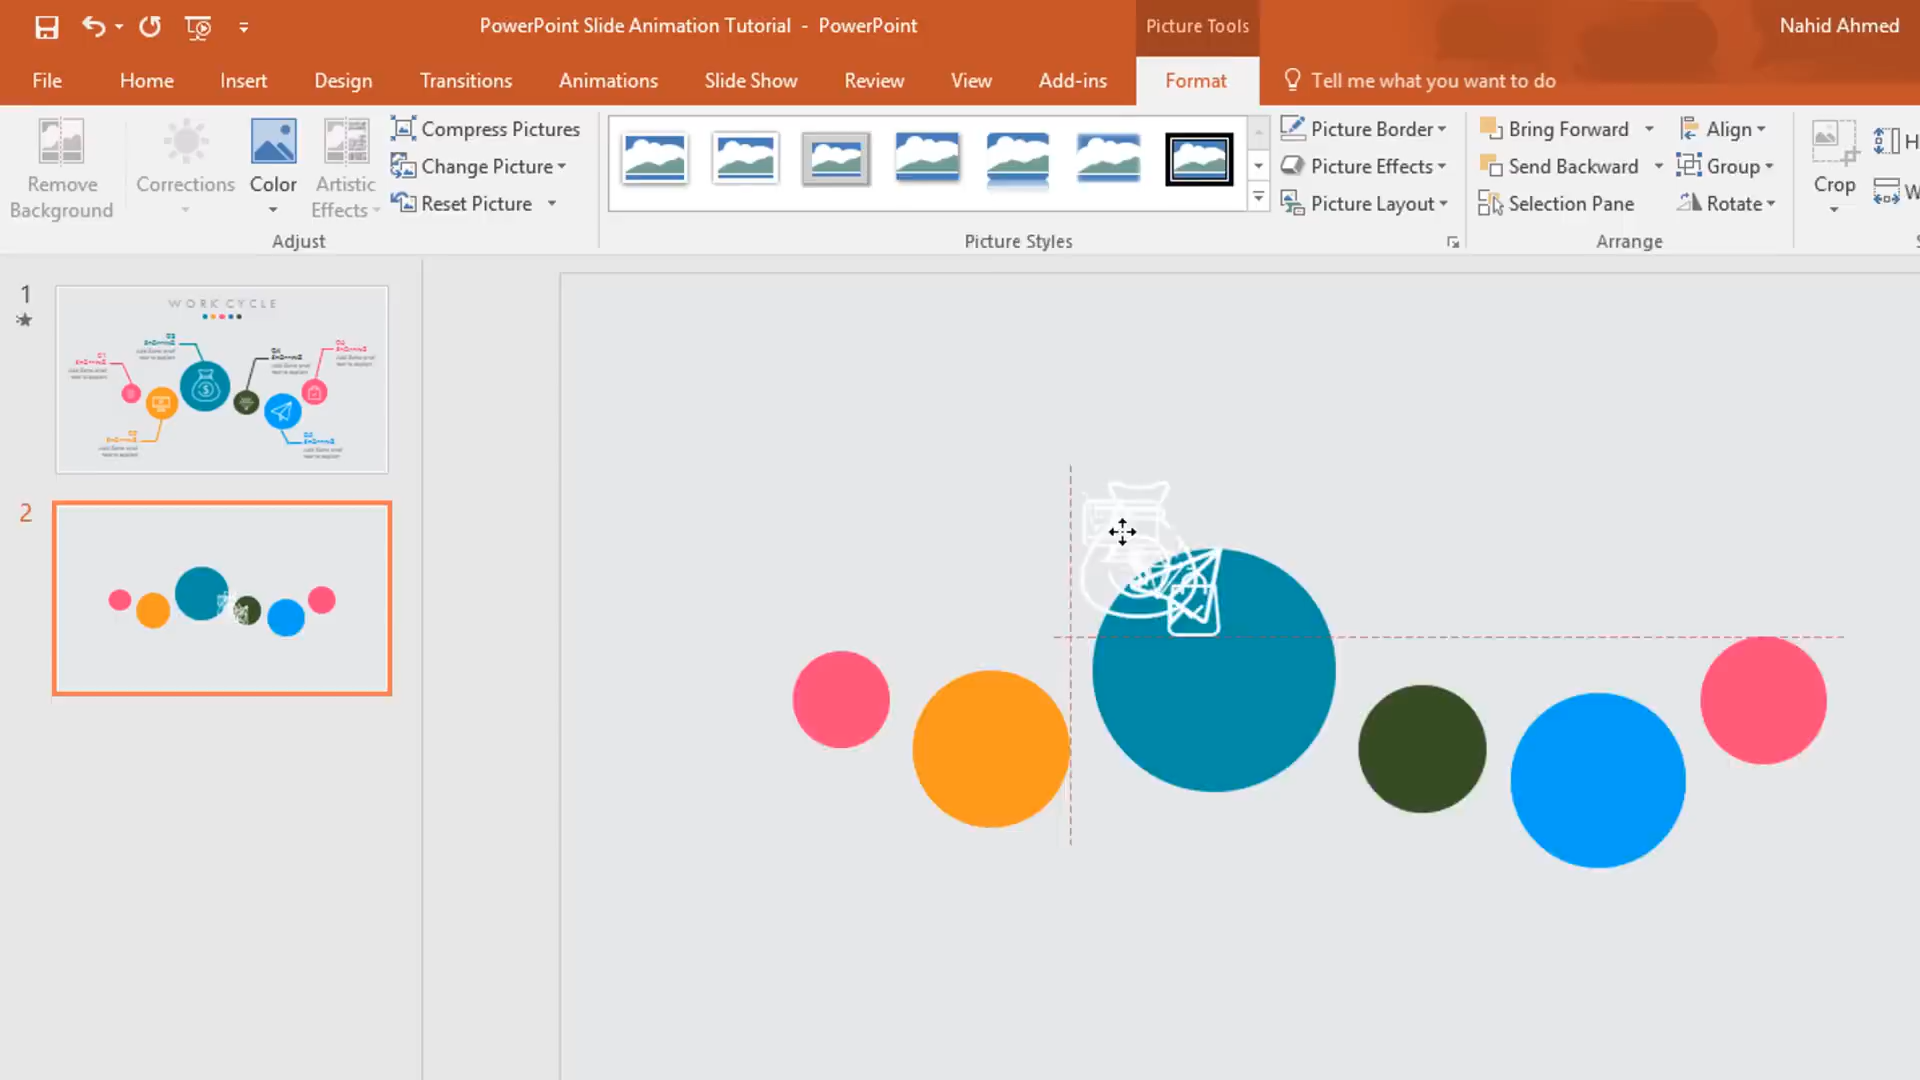 PowerPoint Slide Animation Tutorial - PowerPoint
Picture Tools
Nahid Ahmed
File
Home
Insert
Design
Transitions
Animations
Slide Show
Review
View
Add-ins
Format
Tell me what you want to do
Remove
Background
Corrections
Color
Artistic
Effects
Compress Pictures
Change Picture
Reset Picture
Adjust
Picture Styles
Picture Border
Picture Effects
Picture Layout
Bring Forward
Send Backward
Selection Pane
Align
Group
Rotate
Arrange
Crop
H
W
1
WORK CYCLE
2